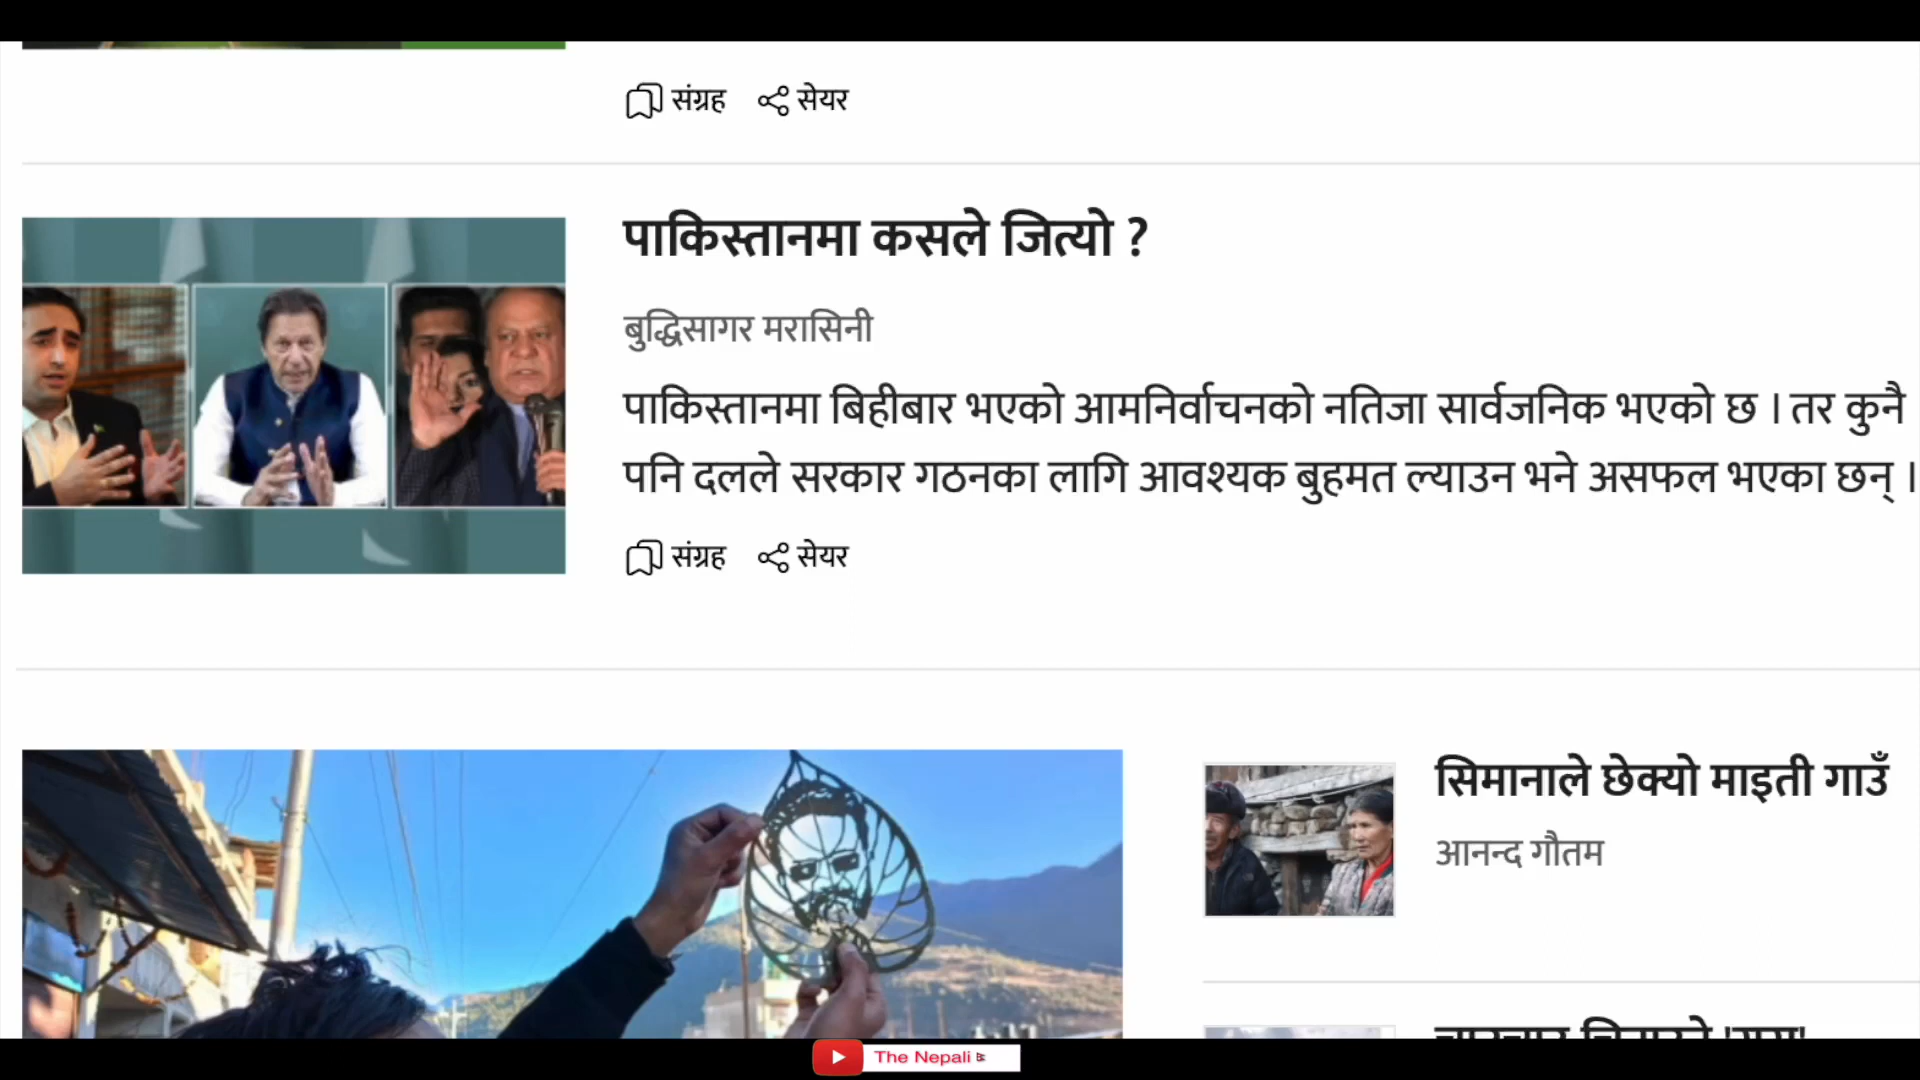 संग्रह सेयर
पाकिस्तानमा कसले जित्यो ?
बुद्धिसागर मरासिनी
पाकिस्तानमा बिहीबार भएको आमनिर्वाचनको नतिजा सार्वजनिक भएको छ । तर कुनै
पनि दलले सरकार गठनका लागि आवश्यक बुहमत ल्याउन भने असफल भएका छन् ।
संग्रह सेयर
सिमानाले छेक्यो माइती गाउँ
आनन्द गौतम
The Nepali